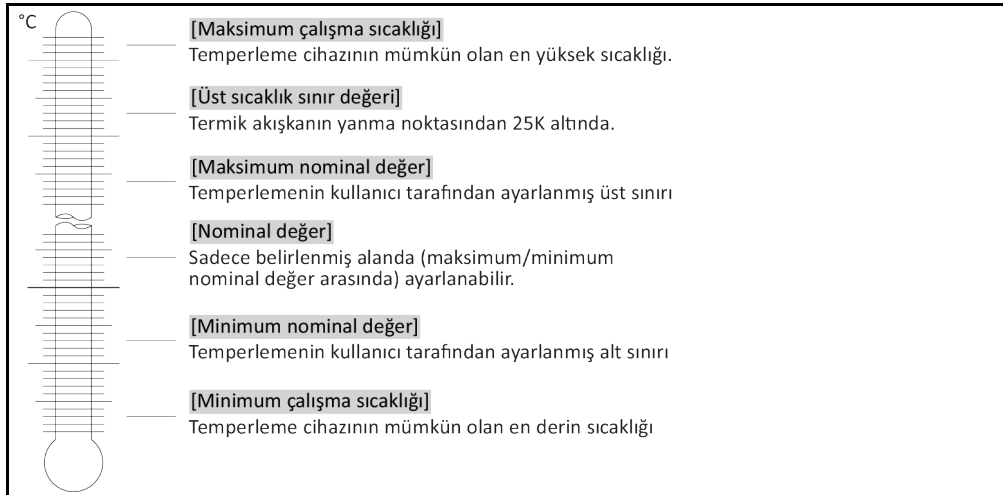 °C
[Maksimum çalışma sıcaklığı]
Temperleme cihazının mümkün olan en yüksek sıcaklığı.
[Üst sıcaklık sınır değeri]
Termik akışkanın yanma noktasından 25K altında.
[Maksimum nominal değer]
Temperlemenin kullanıcı tarafından ayarlanmış üst sınırı
[Nominal değer]
Sadece belirlenmiş alanda (maksimum/minimum
nominal değer arasında) ayarlanabilir.
[Minimum nominal değer]
Temperlemenin kullanıcı tarafından ayarlanmış alt sınırı
[Minimum çalışma sıcaklığı]
Temperleme cihazının mümkün olan en derin sıcaklığı